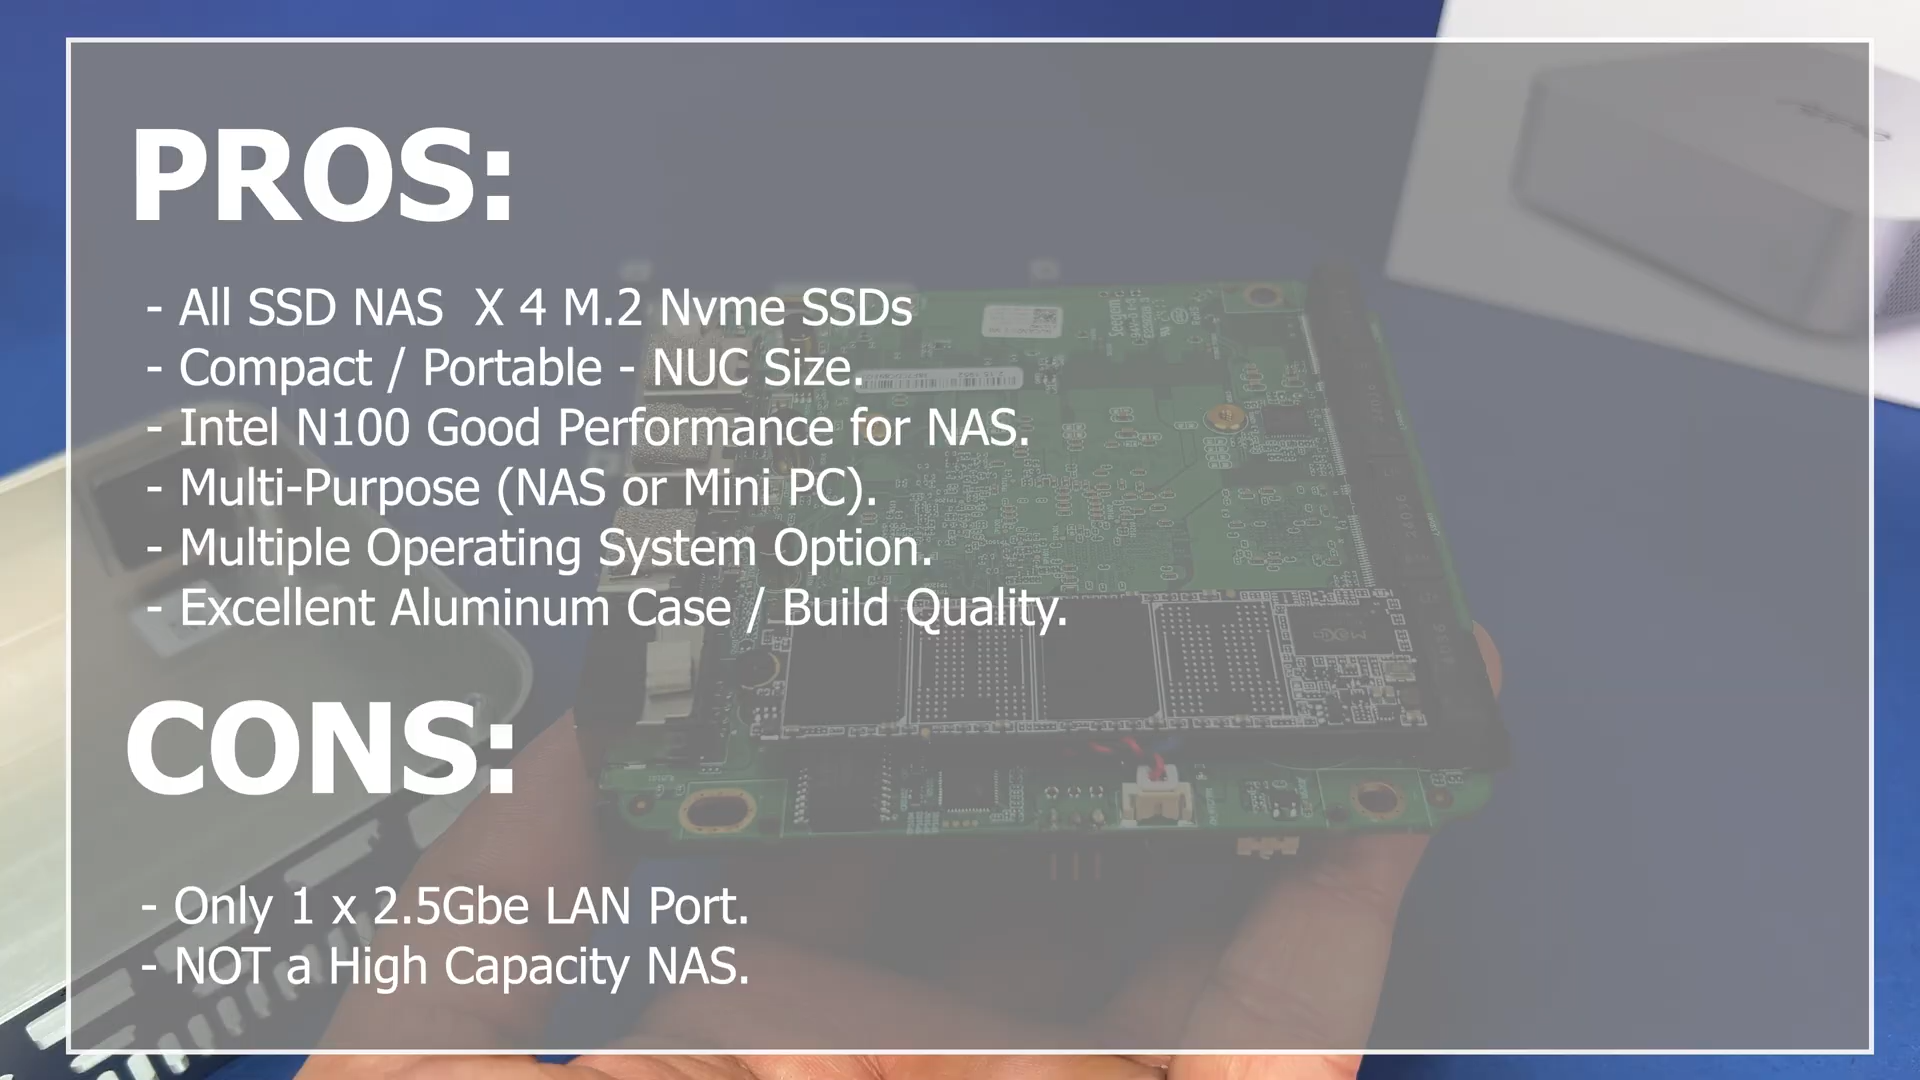 PROS:
- All SSD NAS  X 4 M.2 Nvme SSDs
- Compact / Portable - NUC Size.
- Intel N100 Good Performance for NAS.
- Multi-Purpose (NAS or Mini PC).
- Multiple Operating System Option.
- Excellent Aluminum Case / Build Quality.
CONS:
- Only 1 x 2.5Gbe LAN Port.
- NOT a High Capacity NAS.